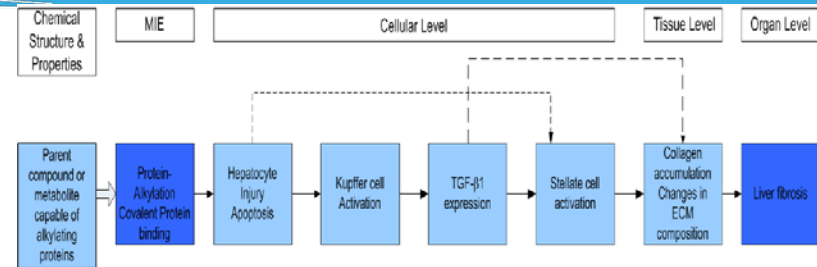 Chemical
Structure &
Properties
MIE
Cellular Level
Tissue Level
Organ Level
Parent
compound or
metabolite
capable of
alkylating
proteins
Protein-
Alkylation
Covalent Protein
binding
Hepatocyte
Injury
Apoptosis
Kupffer cell
Activation
TGF-β1
expression
Stellate cell
activation
Collagen
accumulation
Changes in
ECM
composition
Liver fibrosis